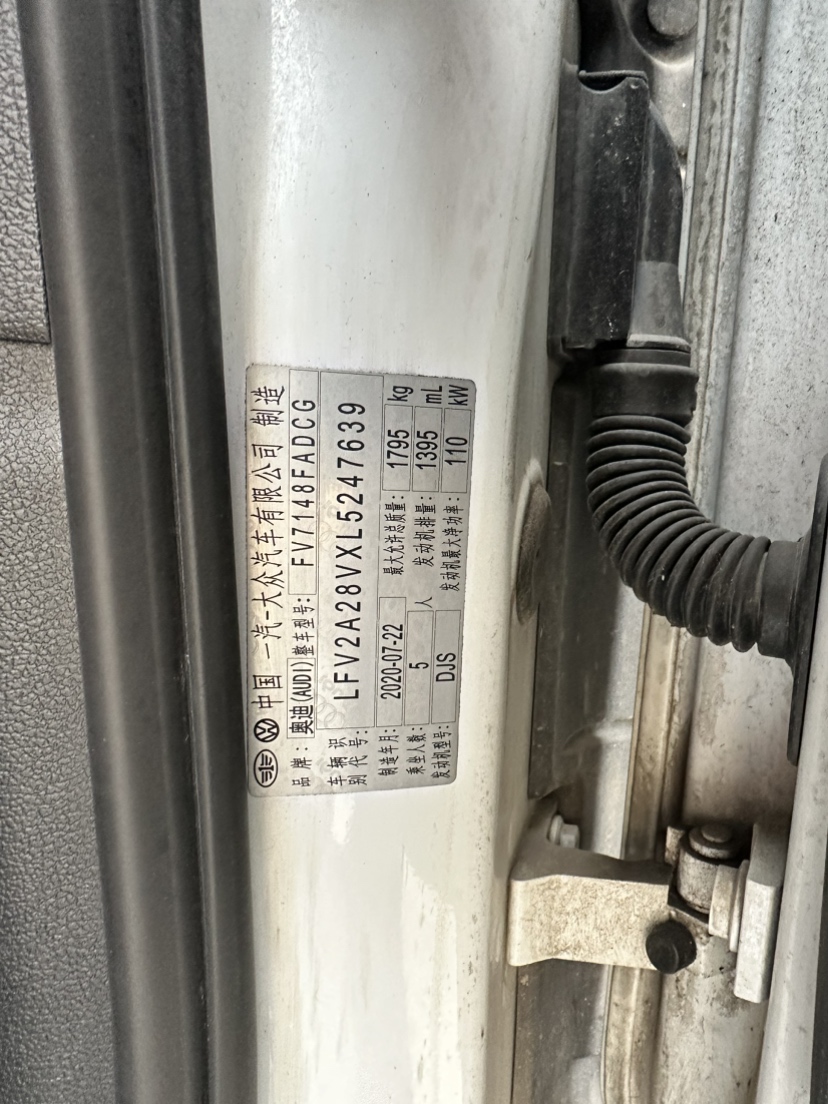 中国 一汽-大众汽车有限公司 制造
品牌：奥迪(AUDI) 整车型号：FV7148FADCG
车辆识别代号：LFV2A28VXL5247639
制造年月：2020-07-22 最大允许总质量：1795 kg
乘坐人数：5 人 发动机排量：1395 mL
发动机型号：DJS 发动机最大净功率：110 kW